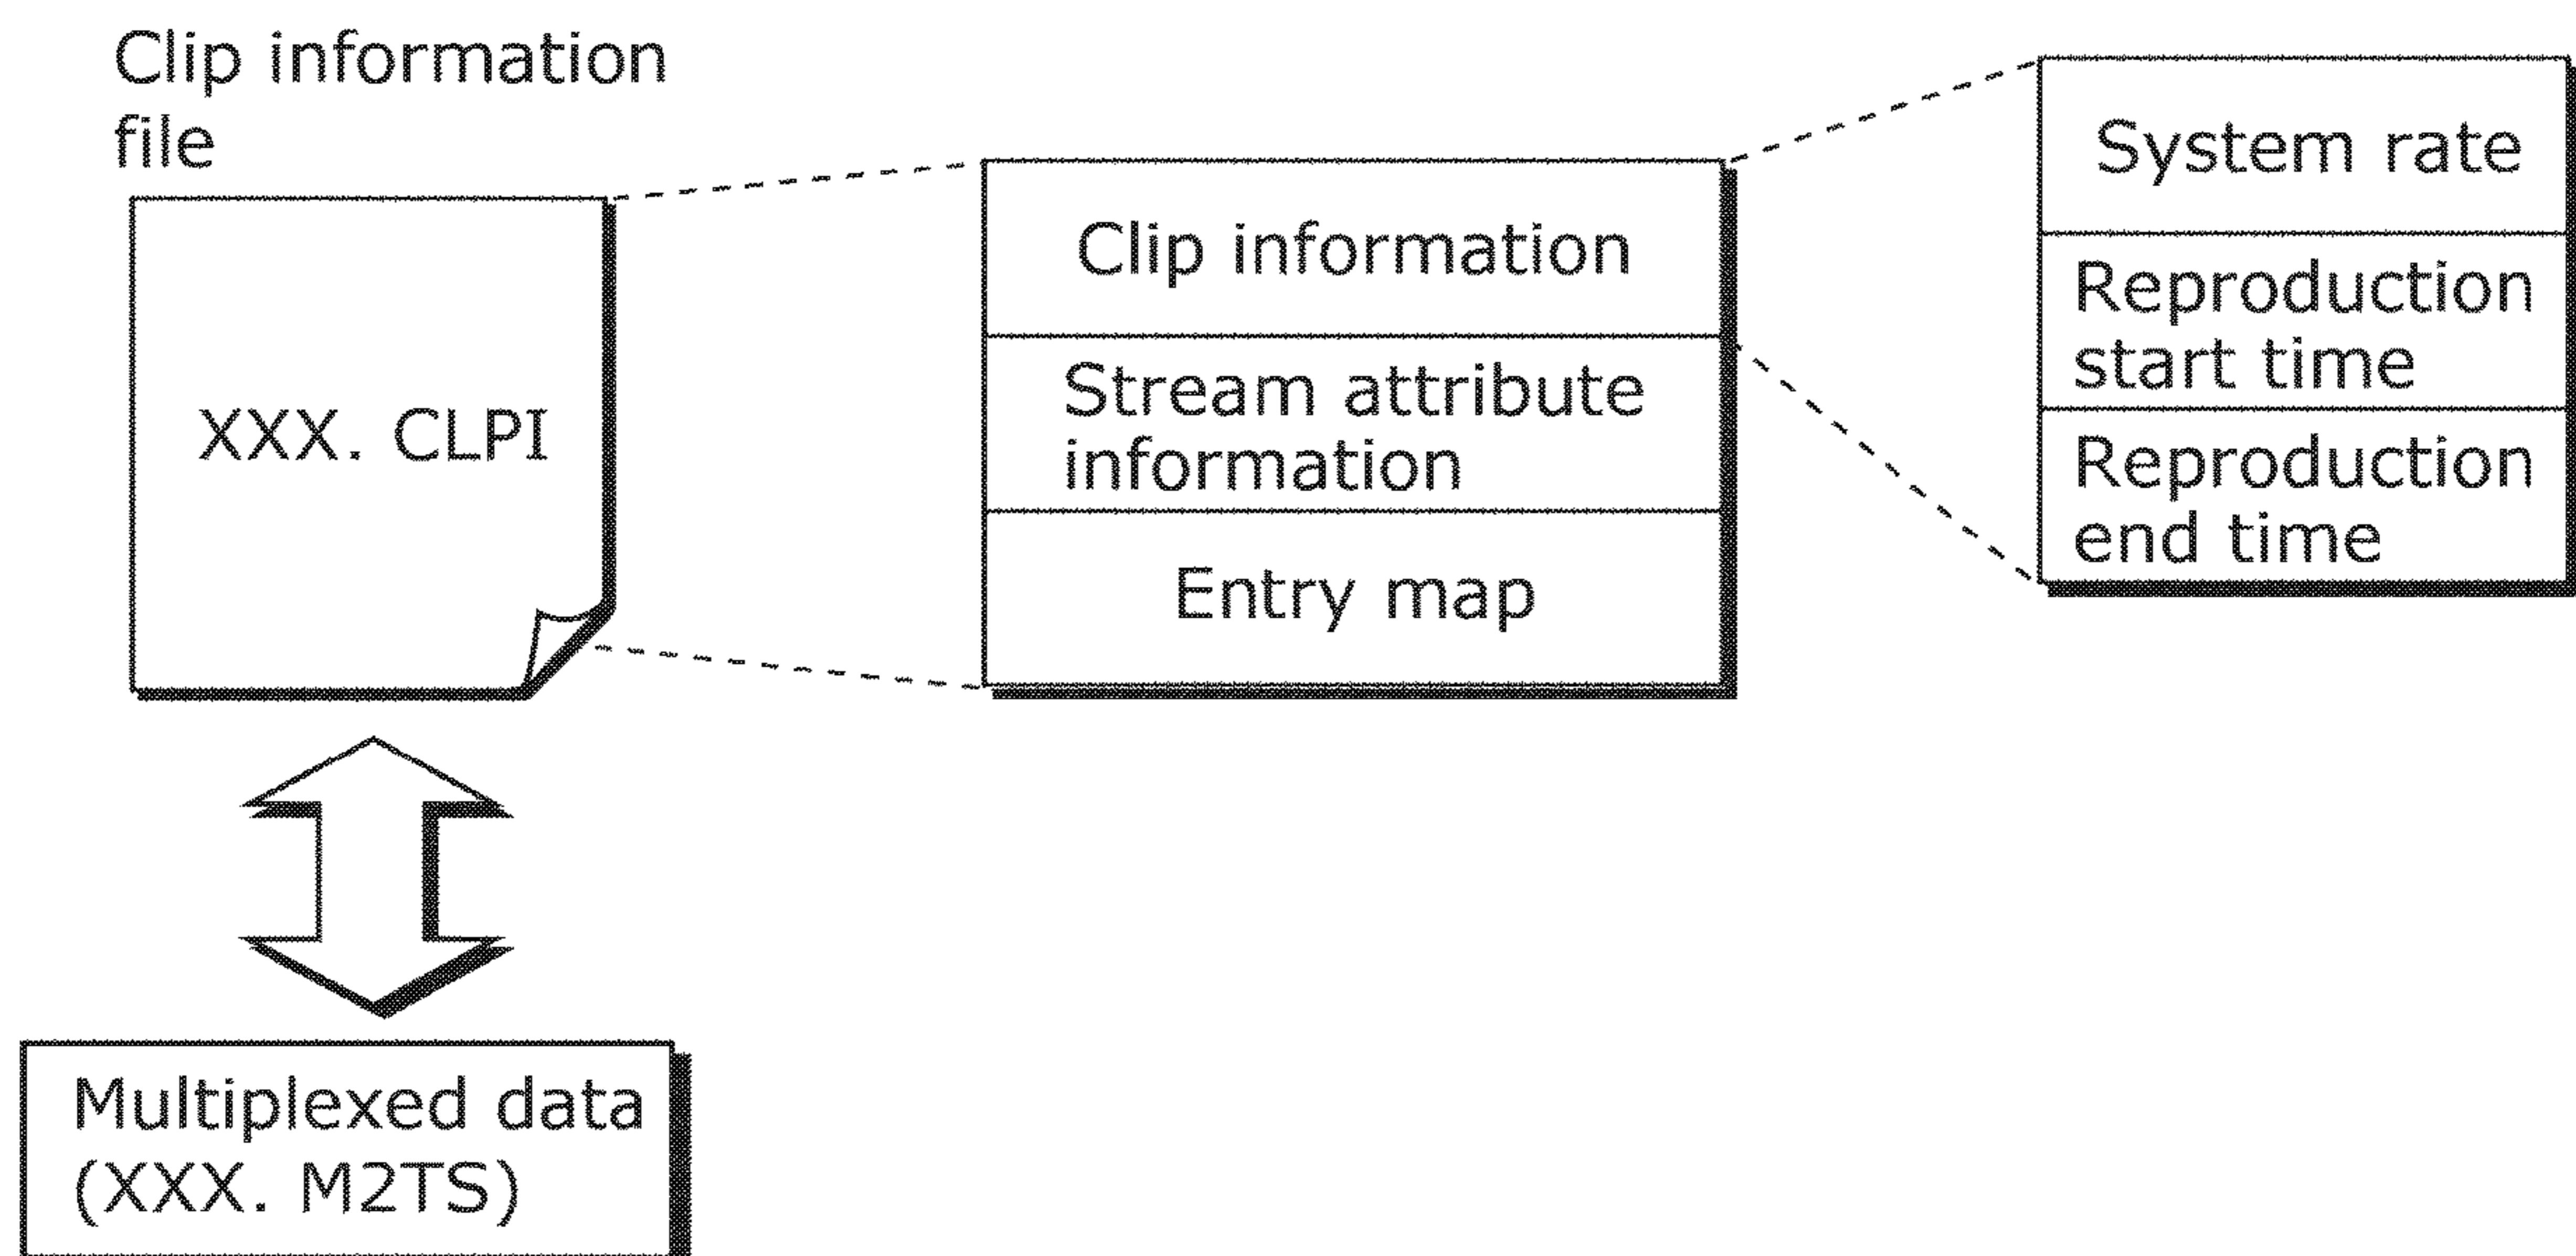 Clip information
file
XXX. CLPI
Multiplexed data
(XXX. M2TS)
Clip information
Stream attribute
information
Entry map
System rate
Reproduction
start time
Reproduction
end time